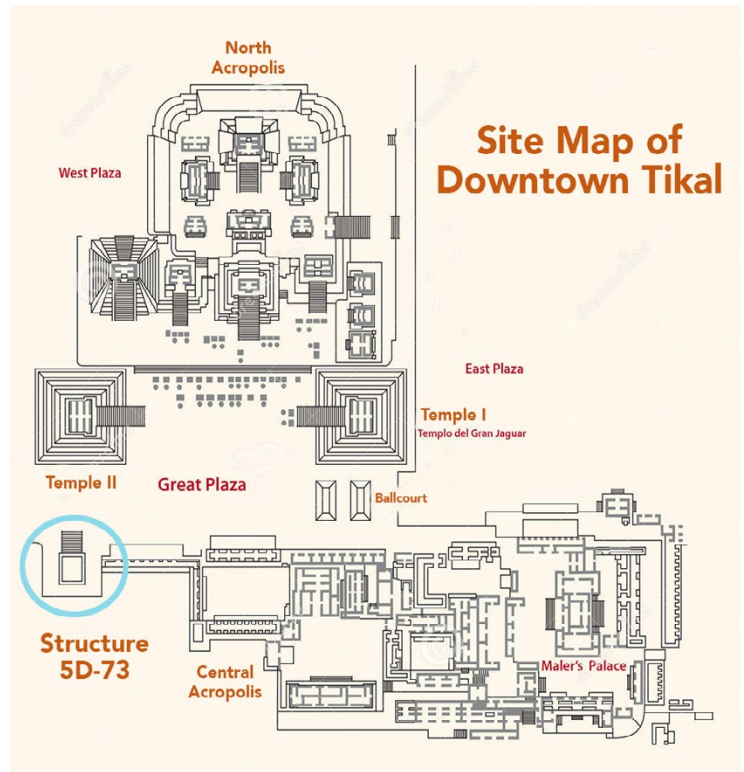 North
Acropolis
Site Map of
Downtown Tikal
West Plaza
East Plaza
Temple I
Templo del Gran Jaguar
Temple II
Great Plaza
Ballcourt
Structure
5D-73
Central
Acropolis
Maler's Palace